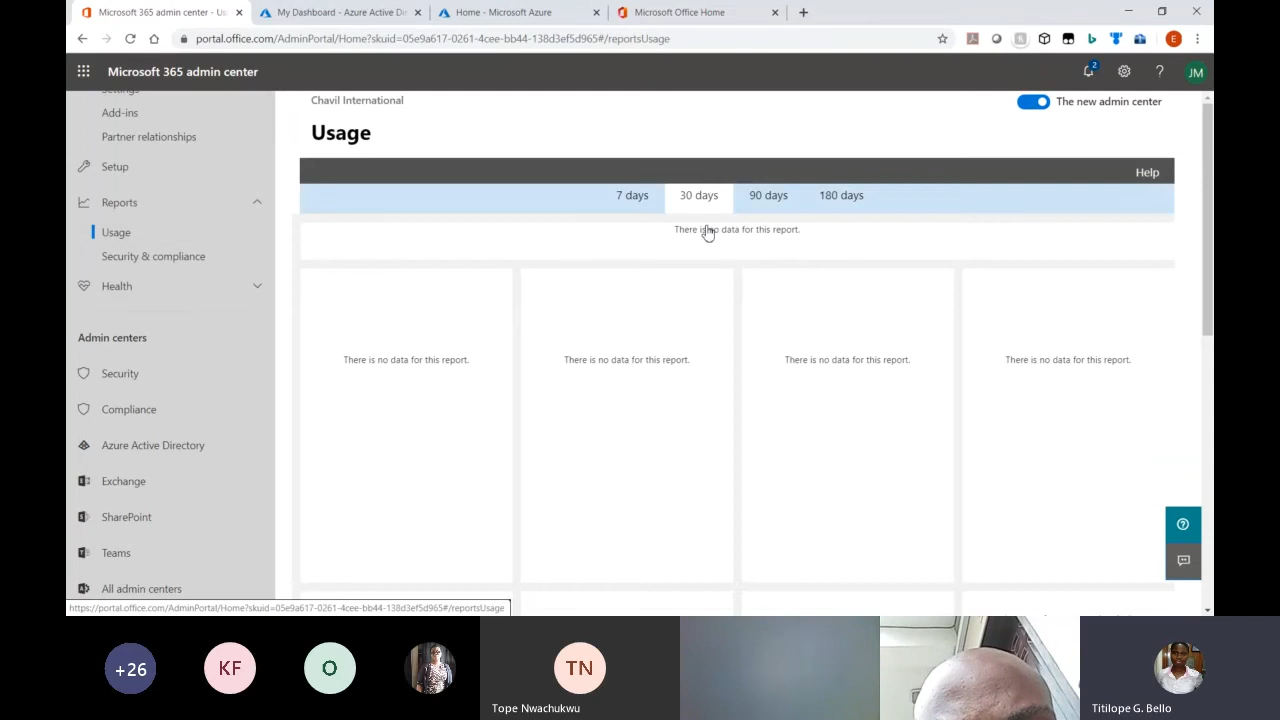 Microsoft 365 admin center - Us
My Dashboard - Azure Active Di
Home - Microsoft Azure
Microsoft Office Home
portal.office.com/AdminPortal/Home?skuid=05e9a617-0261-4cee-bb44-138d3ef5d965#/reportsUsage
E
Microsoft 365 admin center
2
?
JM
Settings
Add-ins
Partner relationships
Setup
Reports
Usage
Security & compliance
Health
Admin centers
Security
Compliance
Azure Active Directory
Exchange
SharePoint
Teams
All admin centers
Chavil International
The new admin center
Usage
Help
7 days
30 days
90 days
180 days
There is no data for this report.
There is no data for this report.
There is no data for this report.
There is no data for this report.
There is no data for this report.
https://portal.office.com/AdminPortal/Home?skuid=05e9a617-0261-4cee-bb44-138d3ef5d965#/reportsUsage
+26
KF
O
TN
Tope Nwachukwu
Titilope G. Bello